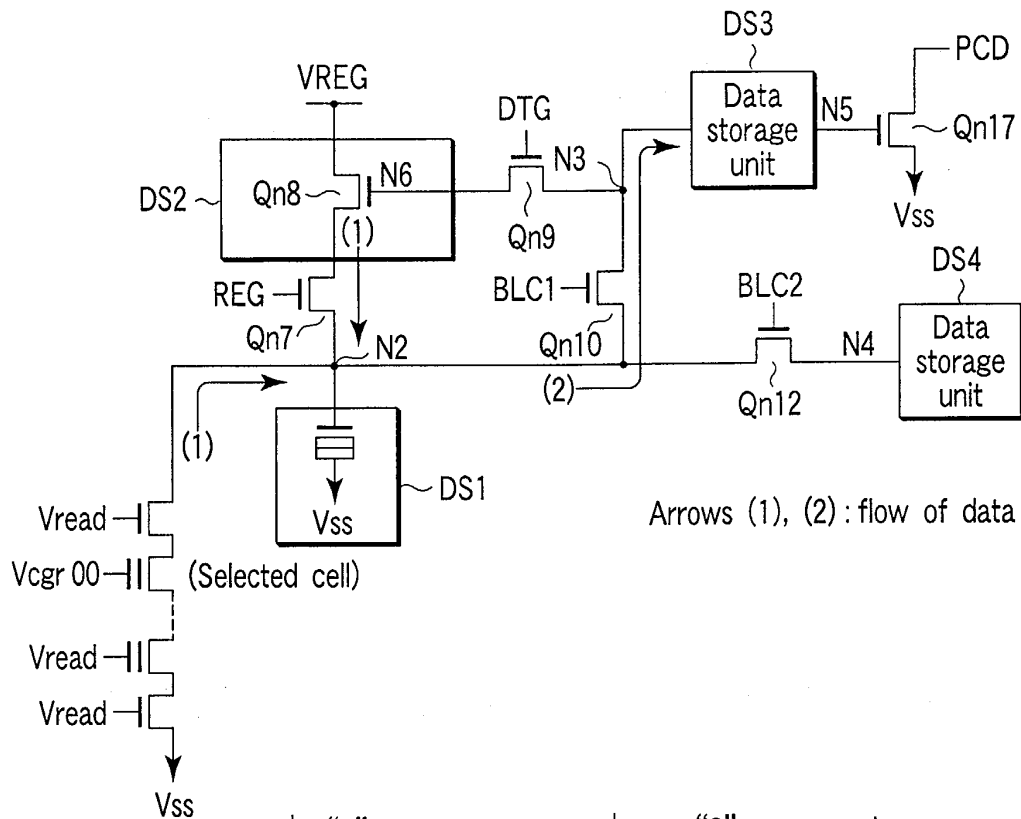 DS3
PCD
VREG
Data
storage
unit
DTG
N5
N3
Qn17
N6
Qn8
DS2
Qn9
Vss
(1)
DS4
BLC2
REG
BLC1
Data
storage
unit
Qn7
N2
Qn10
N4
(2)
Qn12
(1)
DS1
Vss
Arrows (1), (2) : flow of data
Vread
Vcgr 00
(Selected cell)
Vread
Vread
Vss